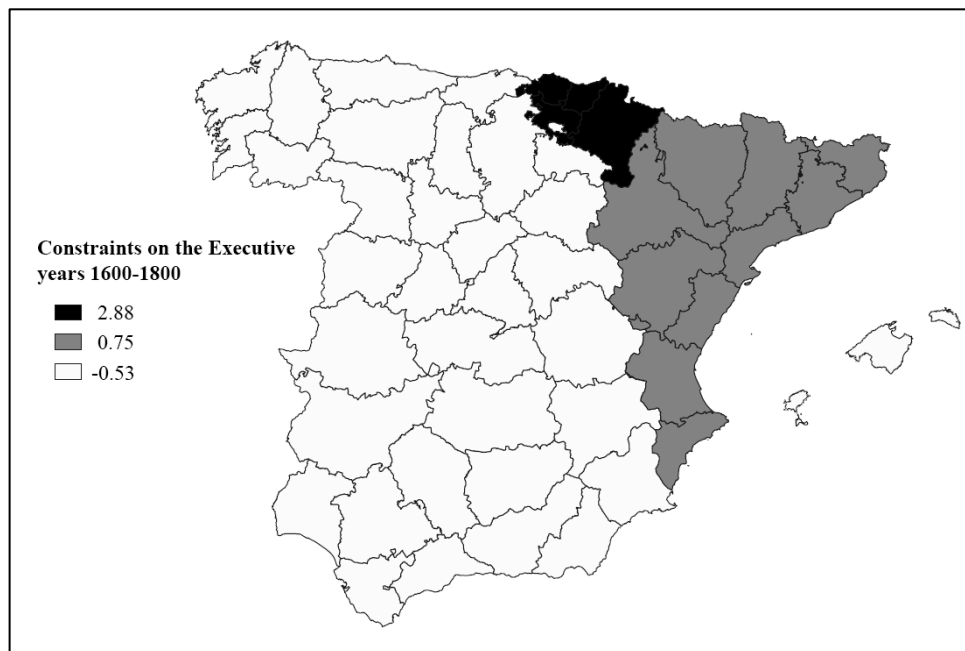 Constraints on the Executive
years 1600-1800
2.88
0.75
-0.53